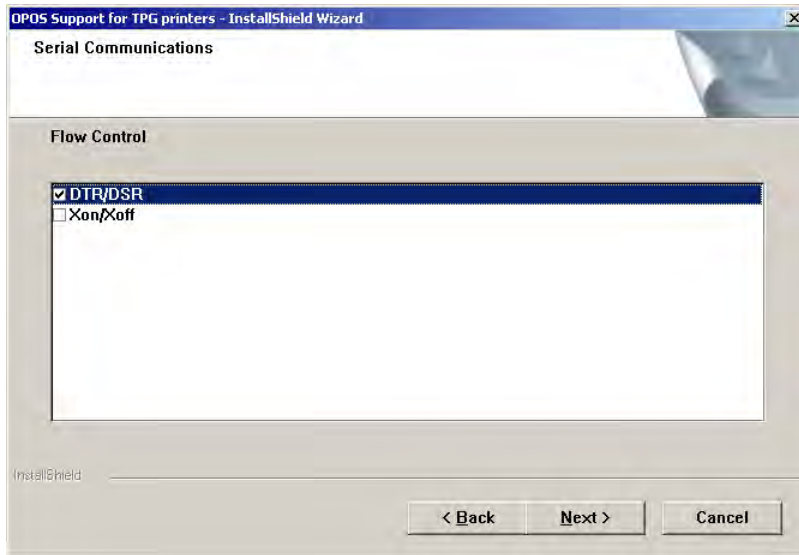 OPOS Support for TPG printers - InstallShield Wizard
Serial Communications
Flow Control
DTR/DSR
Xon/Xoff
InstallShield
< Back Next > Cancel